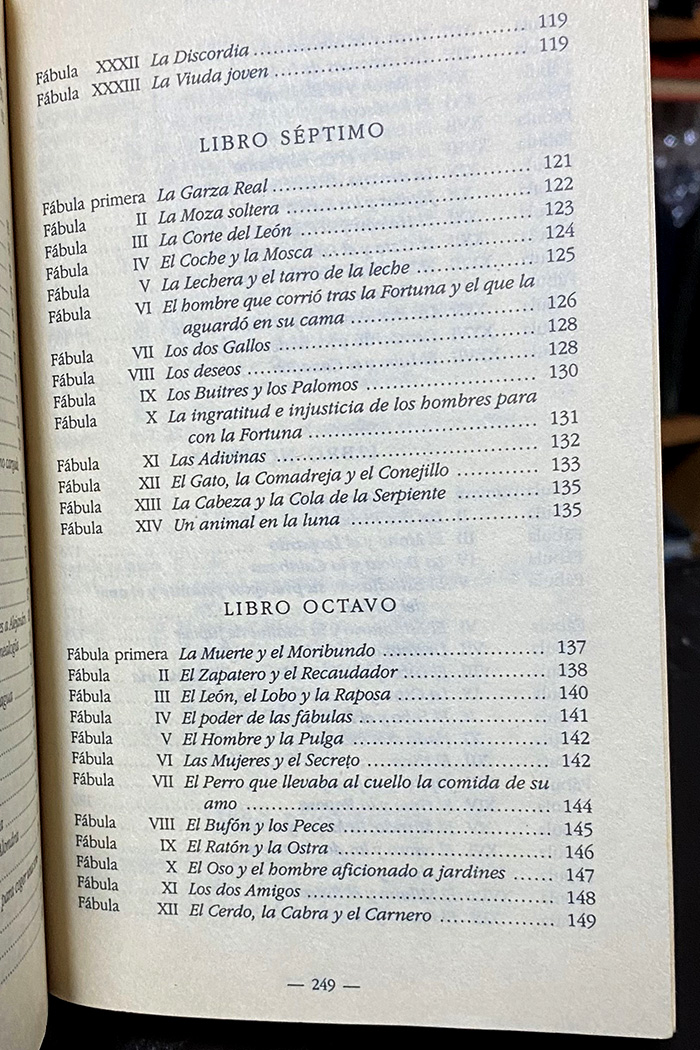 Fábula XXXII La Discordia ........ 119
Fábula XXXIII La Viuda joven ........ 119
LIBRO SÉPTIMO
Fábula primera La Garza Real ........ 121
Fábula II La Moza soltera ........ 122
Fábula III La Corte del León ........ 123
Fábula IV El Coche y la Mosca ........ 124
Fábula V La Lechera y el tarro de la leche ........ 125
Fábula VI El hombre que corrió tras la Fortuna y el que la
aguardó en su cama ........ 126
Fábula VII Los dos Gallos ........ 128
Fábula VIII Los deseos ........ 128
Fábula IX Los Buitres y los Palomos ........ 130
Fábula X La ingratitud e injusticia de los hombres para
con la Fortuna ........ 131
Fábula XI Las Adivinas ........ 132
Fábula XII El Gato, la Comadreja y el Conejillo ........ 133
Fábula XIII La Cabeza y la Cola de la Serpiente ........ 135
Fábula XIV Un animal en la luna ........ 135
LIBRO OCTAVO
Fábula primera La Muerte y el Moribundo ........ 137
Fábula II El Zapatero y el Recaudador ........ 138
Fábula III El León, el Lobo y la Raposa ........ 140
Fábula IV El poder de las fábulas ........ 141
Fábula V El Hombre y la Pulga ........ 142
Fábula VI Las Mujeres y el Secreto ........ 142
Fábula VII El Perro que llevaba al cuello la comida de su
amo ........ 144
Fábula VIII El Bufón y los Peces ........ 145
Fábula IX El Ratón y la Ostra ........ 146
Fábula X El Oso y el hombre aficionado a jardines ........ 147
Fábula XI Los dos Amigos ........ 148
Fábula XII El Cerdo, la Cabra y el Carnero ........ 149
— 249 —